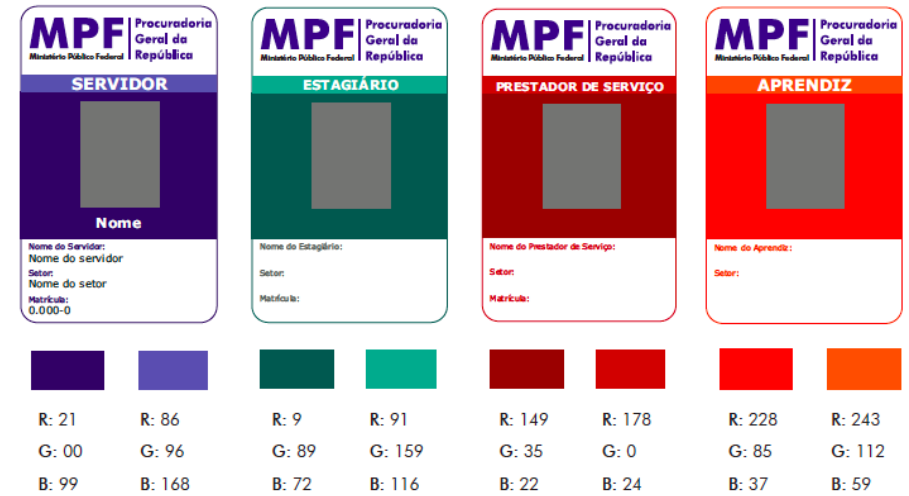 MPF
Ministério Público Federal
Procuradoria
Geral da
República
SERVIDOR
Nome
Nome do Servidor:
Nome do servidor
Setor:
Nome do setor
Matrícula:
0.000-0
MPF
Ministério Público Federal
Procuradoria
Geral da
República
ESTAGIÁRIO
Nome do Estagiário:
Setor:
Matrícula:
MPF
Ministério Público Federal
Procuradoria
Geral da
República
PRESTADOR DE SERVIÇO
Nome do Prestador de Serviço:
Setor:
Matrícula:
MPF
Ministério Público Federal
Procuradoria
Geral da
República
APRENDIZ
Nome do Aprendiz:
Setor:
R: 21 R: 86 R: 9 R: 91 R: 149 R: 178 R: 228 R: 243
G: 00 G: 96 G: 89 G: 159 G: 35 G: 0 G: 85 G: 112
B: 99 B: 168 B: 72 B: 116 B: 22 B: 24 B: 37 B: 59